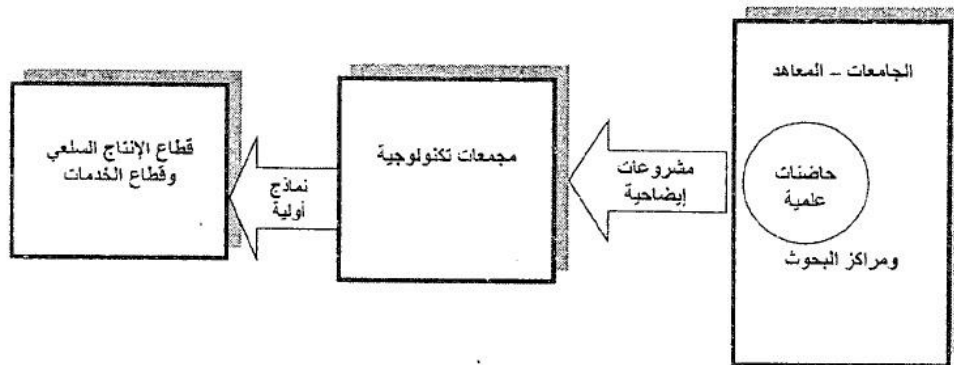 الجامعات – المعاهد
حاضنات
علمية
ومراكز البحوث
مشروعات
إيضاحية
مجمعات تكنولوجية
نماذج
أولية
قطاع الإنتاج السلعي
وقطاع الخدمات